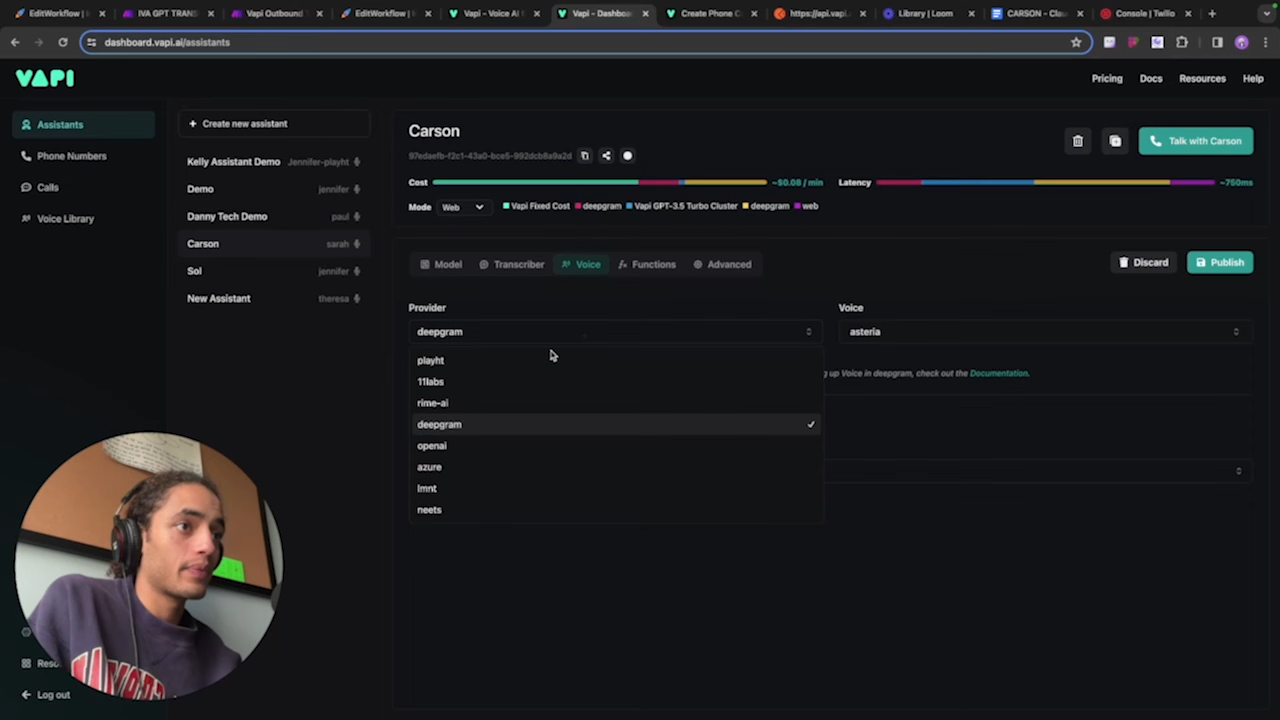 EditWorkflow |
IVA GPT TRANS
Vapi Outbound
EditWorkflow |
Vapi – Voice AI
Vapi – Dashboa
Create Phone C
https://api.vapi.
Library | Loom
CARSON – Clau
Console | Twilio
dashboard.vapi.ai/assistants
VAPI
Pricing
Docs
Resources
Help
Assistants
Phone Numbers
Calls
Voice Library
Log out
+ Create new assistant
Kelly Assistant Demo Jennifer-playht
Demo jennifer
Danny Tech Demo paul
Carson sarah
Sol jennifer
New Assistant theresa
Carson
Talk with Carson
Cost ~$0.08 / min
Latency ~750ms
Mode Web Vapi Fixed Cost deepgram Vapi GPT-3.5 Turbo Cluster deepgram web
Model
Transcriber
Voice
Functions
Advanced
Discard
Publish
Provider
deepgram
playht
11labs
rime-ai
deepgram
openai
azure
lmnt
neets
Voice
asteria
up Voice in deepgram, check out the Documentation.